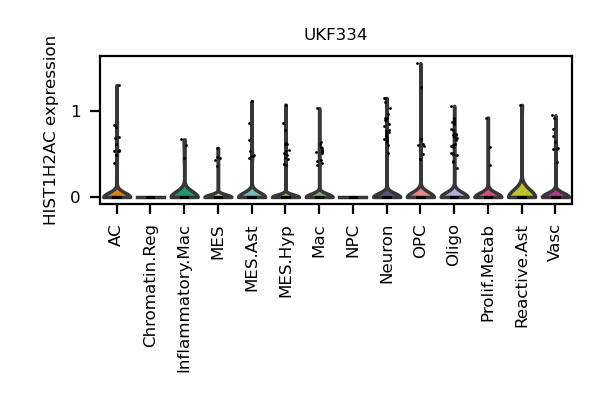 UKF334
HIST1H2AC expression
1
0
AC
Chromatin.Reg
Inflammatory.Mac
MES
MES.Ast
MES.Hyp
Mac
NPC
Neuron
OPC
Oligo
Prolif.Metab
Reactive.Ast
Vasc